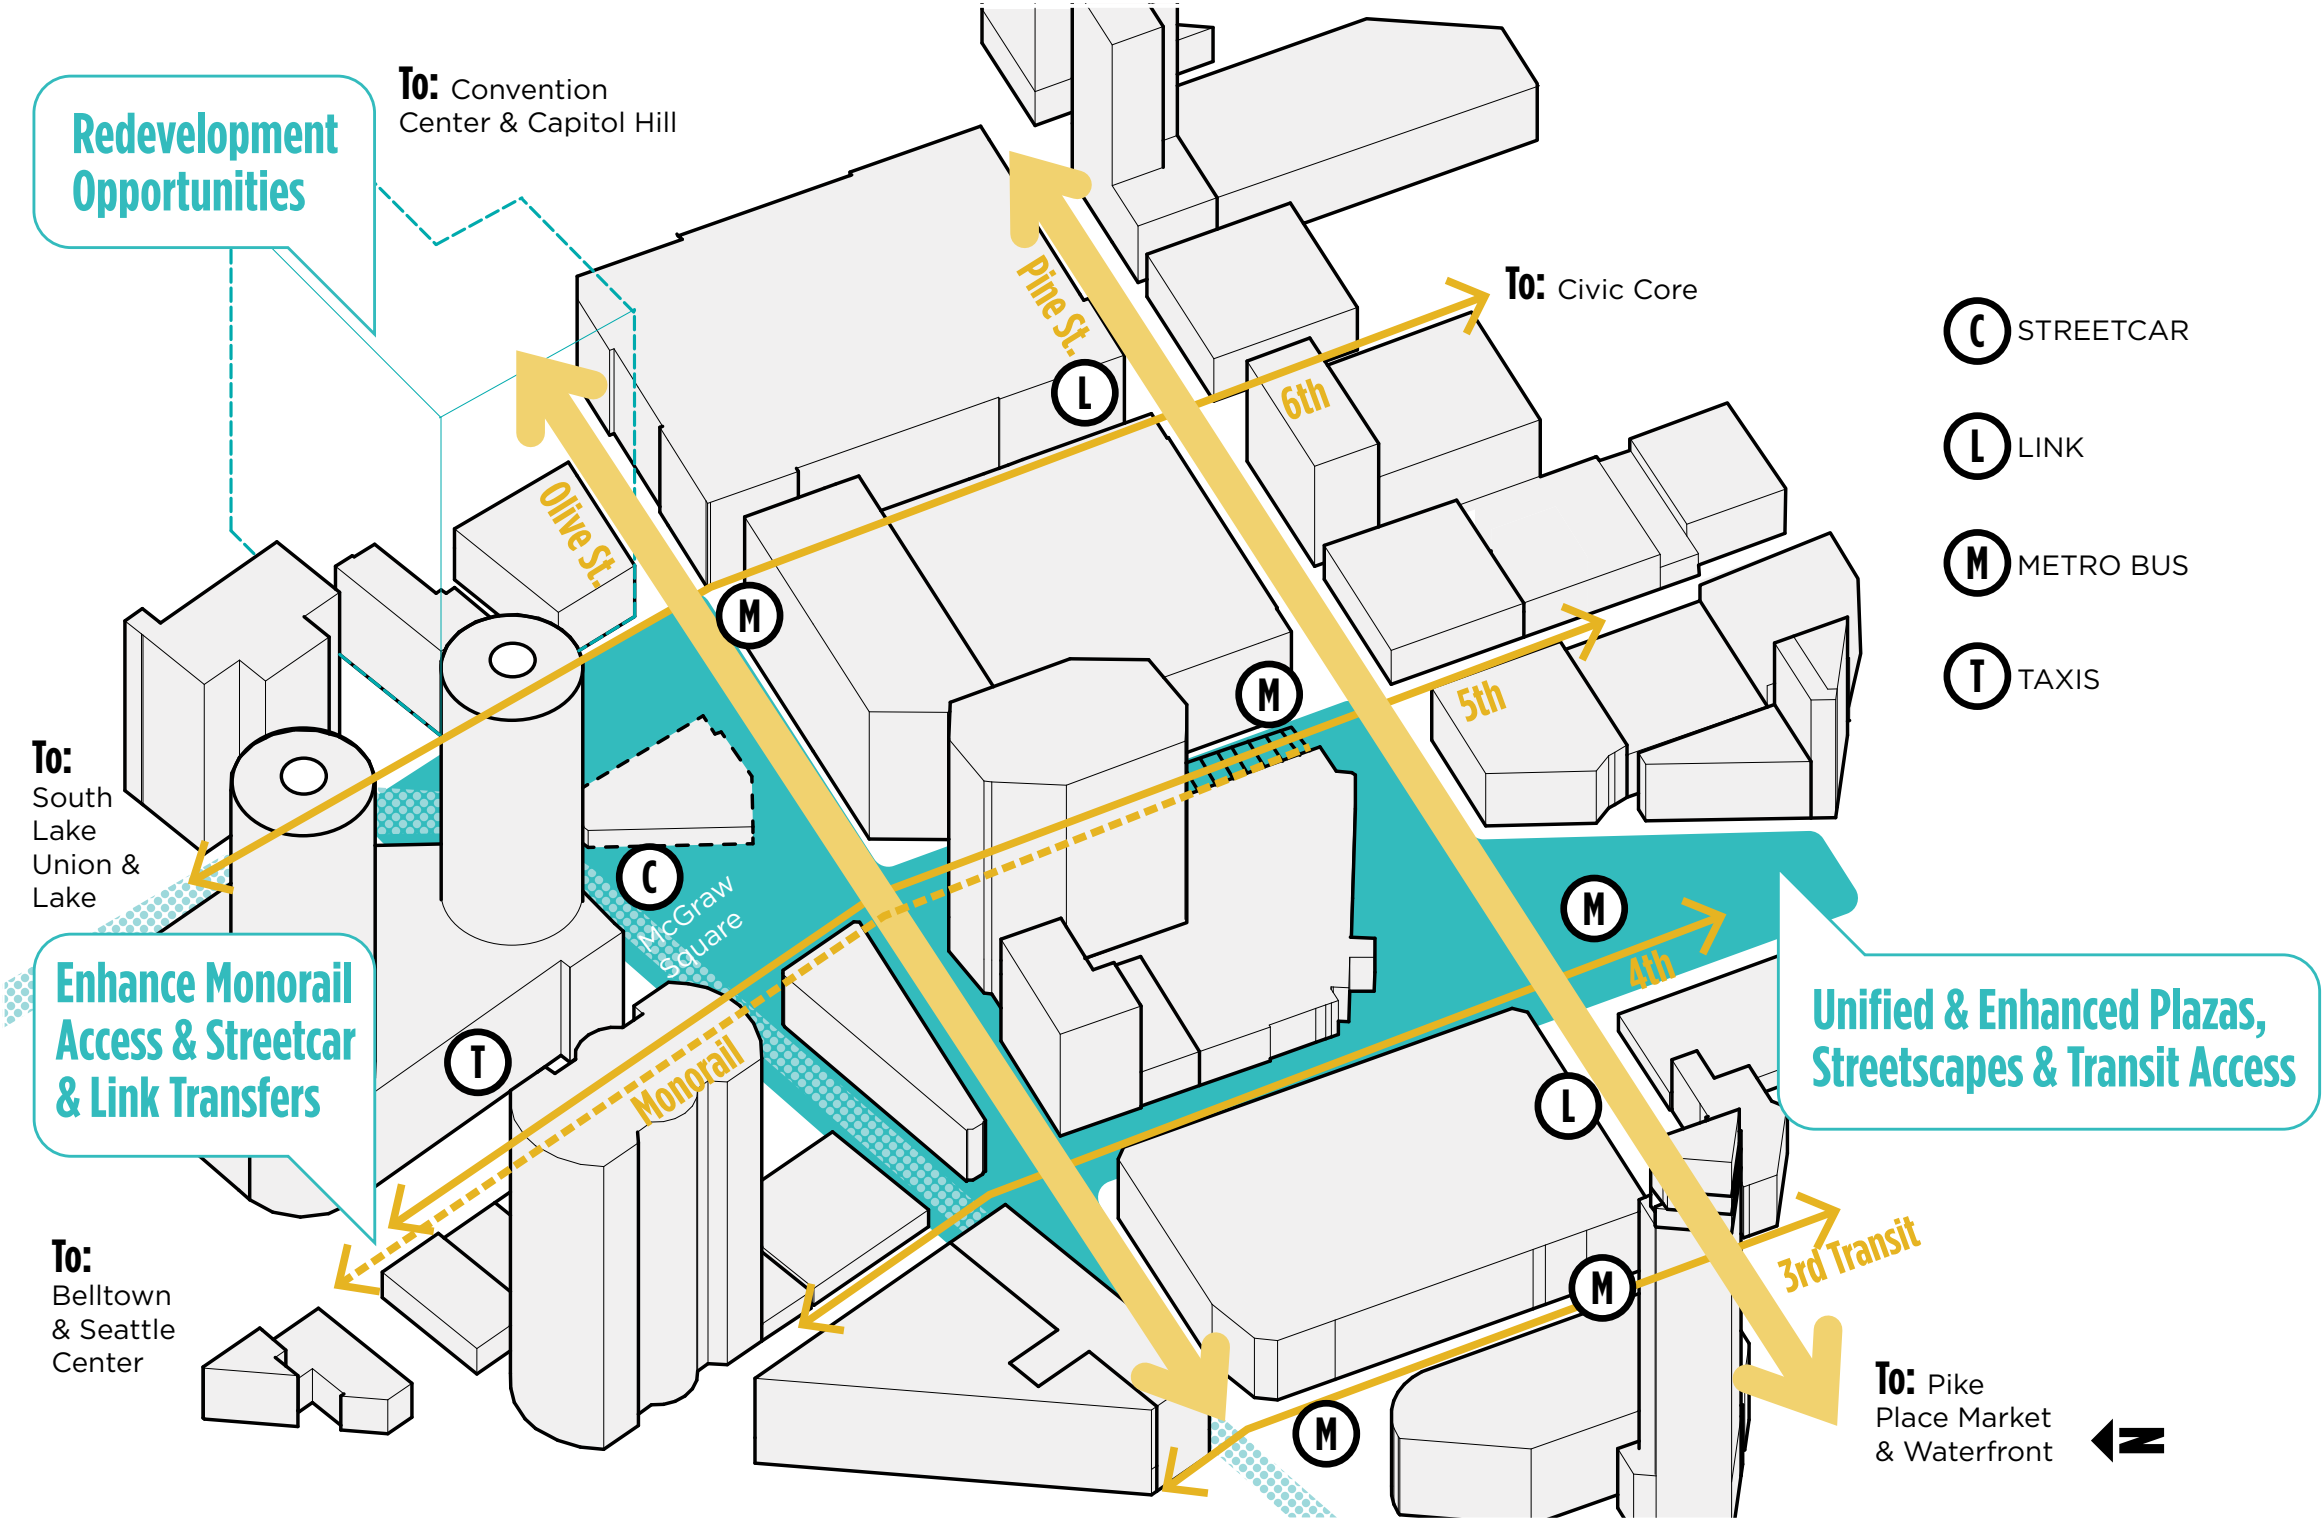 To: Convention
Center & Capitol Hill
Redevelopment
Opportunities
Pine St.
To: Civic Core
C STREETCAR
L LINK
M METRO BUS
T TAXIS
L
6th
Olive St.
M
M
5th
To:
South
Lake
Union &
Lake
C
McGraw
Square
M
4th
Enhance Monorail
Access & Streetcar
& Link Transfers
T
Monorail
Unified & Enhanced Plazas,
Streetscapes & Transit Access
L
To:
Belltown
& Seattle
Center
M
3rd Transit
M
To: Pike
Place Market
& Waterfront
N